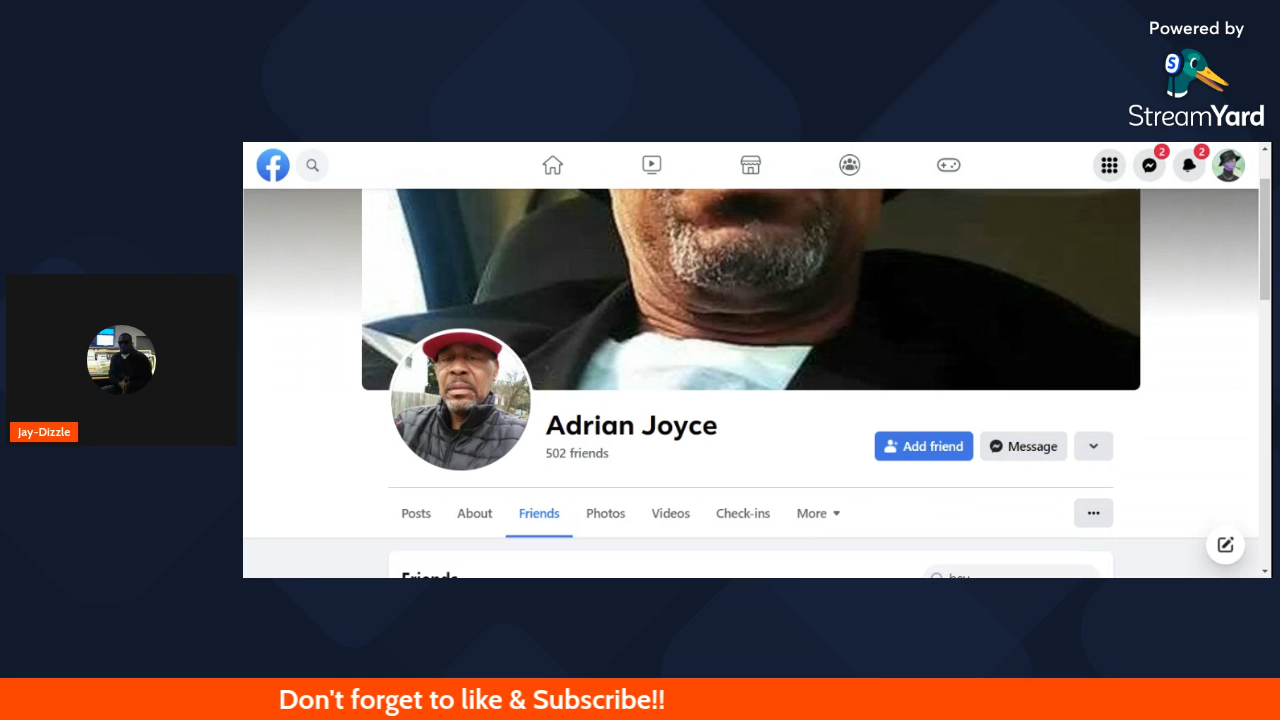 Powered by
StreamYard
2
2
Adrian Joyce
502 friends
Add friend
Message
Posts
About
Friends
Photos
Videos
Check-ins
More
Friends
Jay-Dizzle
Don't forget to like & Subscribe!!